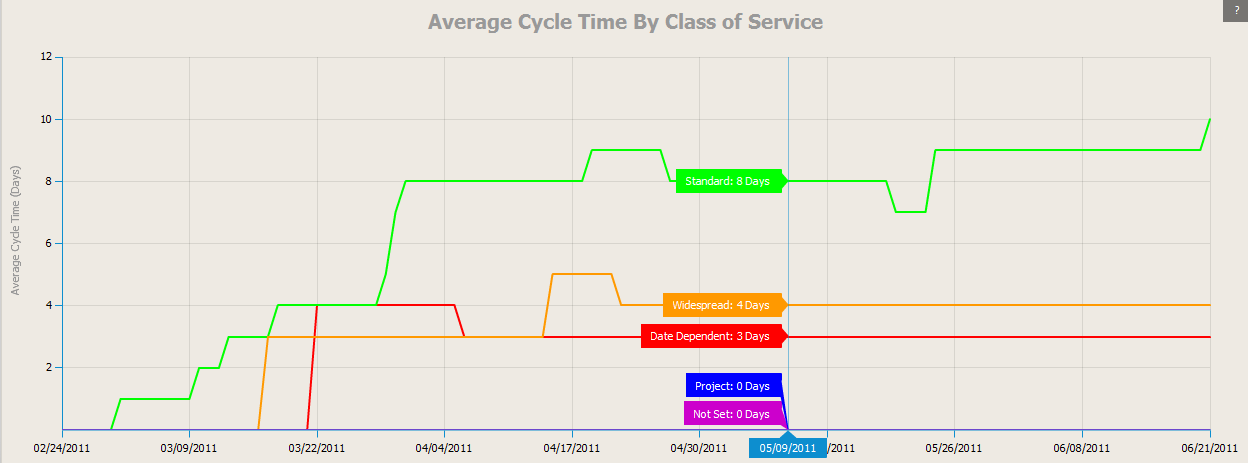 ?
Average Cycle Time By Class of Service
Average Cycle Time (Days)
12
10
8
6
4
2
Standard: 8 Days
Widespread: 4 Days
Date Dependent: 3 Days
Project: 0 Days
Not Set: 0 Days
02/24/2011 03/09/2011 03/22/2011 04/04/2011 04/17/2011 04/30/2011 05/09/2011 /2011 05/26/2011 06/08/2011 06/21/2011